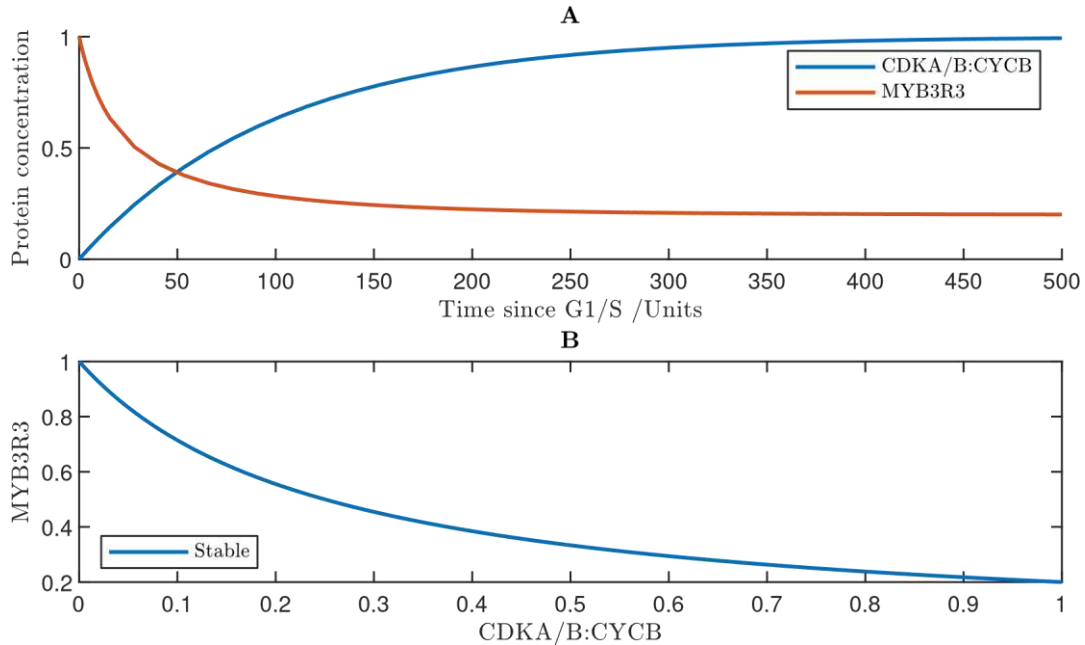 A
Protein concentration
1
0.5
0
CDKA/B:CYCB
MYB3R3
0 50 100 150 200 250 300 350 400 450 500
Time since G1/S /Units
B
MYB3R3
1
0.8
0.6
0.4
0.2
Stable
0 0.1 0.2 0.3 0.4 0.5 0.6 0.7 0.8 0.9 1
CDKA/B:CYCB